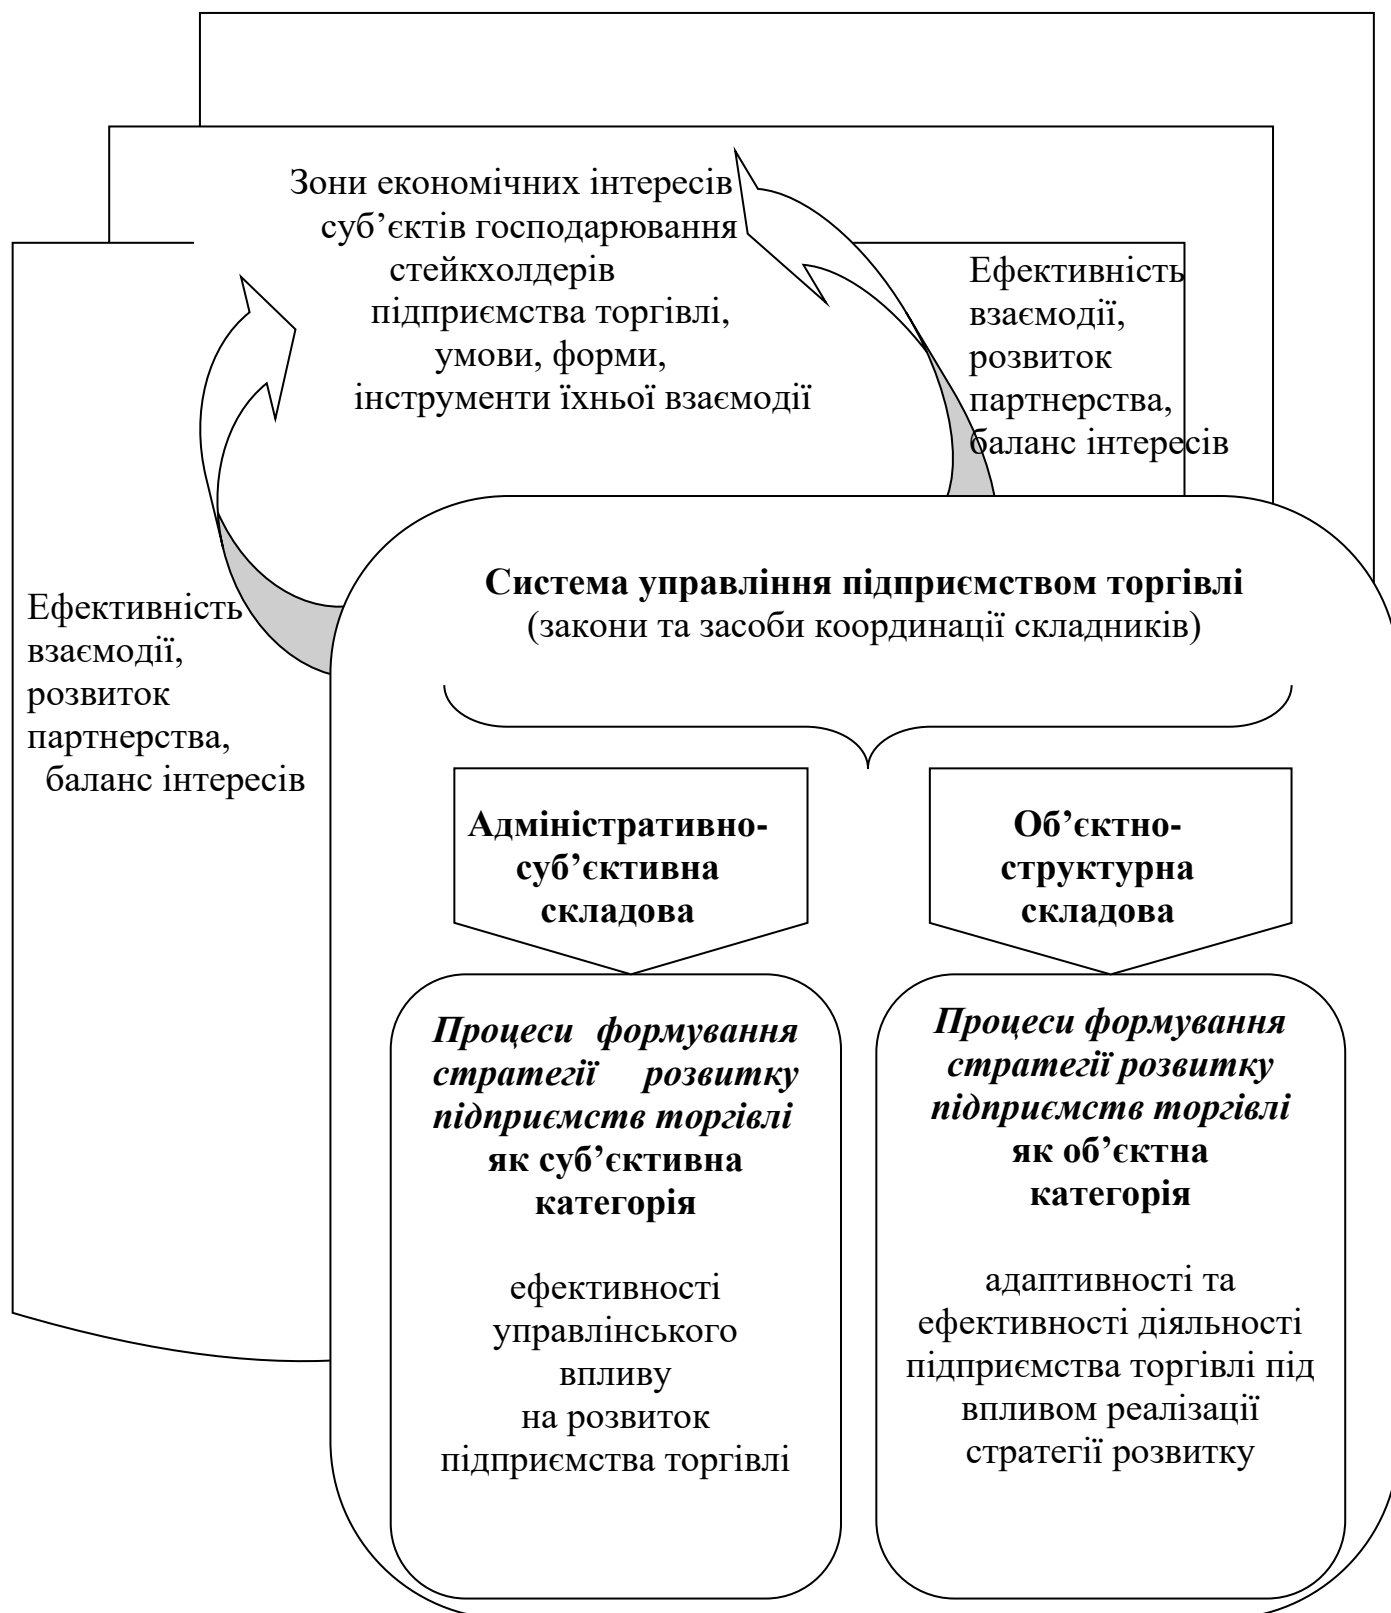 Зони економічних інтересів
суб’єктів господарювання
стейкхолдерів
підприємства торгівлі,
умови, форми,
інструменти їхньої взаємодії
Ефективність
взаємодії,
розвиток
партнерства,
баланс інтересів
Ефективність
взаємодії,
розвиток
партнерства,
баланс інтересів
Система управління підприємством торгівлі
(закони та засоби координації складників)
Адміністративно-
суб’єктивна
складова
Об’єктно-
структурна
складова
Процеси формування
стратегії розвитку
підприємств торгівлі
як суб’єктивна
категорія
ефективності
управлінського
впливу
на розвиток
підприємства торгівлі
Процеси формування
стратегії розвитку
підприємств торгівлі
як об’єктна
категорія
адаптивності та
ефективності діяльності
підприємства торгівлі під
впливом реалізації
стратегії розвитку